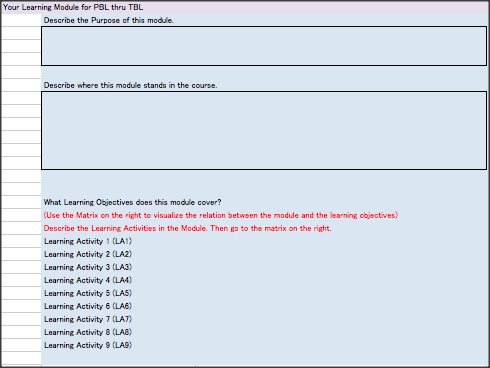 Your Learning Module for PBL thru TBL
Describe the Purpose of this module.
Describe where this module stands in the course.
What Learning Objectives does this module cover?
(Use the Matrix on the right to visualize the relation between the module and the learning objectives)
Describe the Learning Activities in the Module. Then go to the matrix on the right.
Learning Activity 1 (LA1)
Learning Activity 2 (LA2)
Learning Activity 3 (LA3)
Learning Activity 4 (LA4)
Learning Activity 5 (LA5)
Learning Activity 6 (LA6)
Learning Activity 7 (LA7)
Learning Activity 8 (LA8)
Learning Activity 9 (LA9)